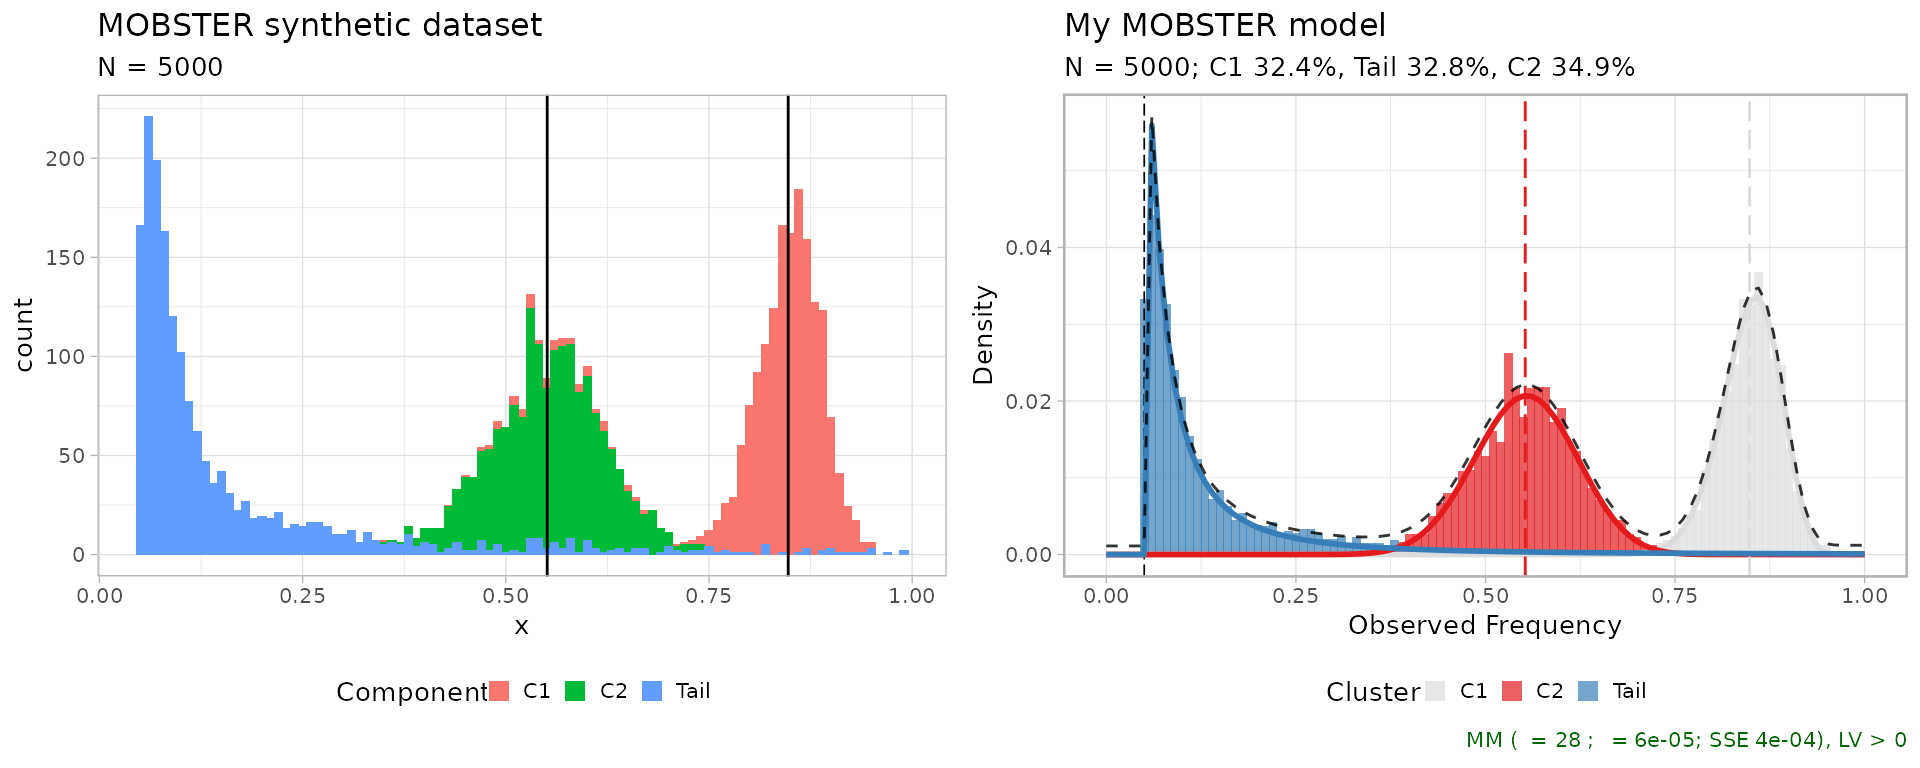 MOBSTER synthetic dataset
N = 5000
count
200
150
100
50
0
0.00 0.25 0.50 0.75 1.00
x
Component C1 C2 Tail
My MOBSTER model
N = 5000; C1 32.4%, Tail 32.8%, C2 34.9%
Density
0.04
0.02
0.00
0.00 0.25 0.50 0.75 1.00
Observed Frequency
Cluster C1 C2 Tail
MM ( = 28 ; = 6e-05; SSE 4e-04), LV > 0